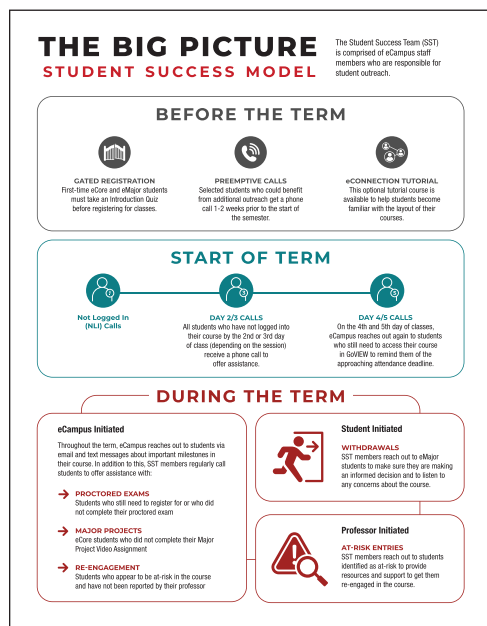 THE BIG PICTURE
STUDENT SUCCESS MODEL
The Student Success Team (SST)
is comprised of eCampus staff
members who are responsible for
student outreach.
BEFORE THE TERM
GATED REGISTRATION
First-time eCore and eMajor students
must take an Introduction Quiz
before registering for classes.
PREEMPTIVE CALLS
Selected students who could benefit
from additional outreach get a phone
call 1-2 weeks prior to the start of
the semester.
eCONNECTION TUTORIAL
This optional tutorial course is
available to help students become
familiar with the layout of their
courses.
START OF TERM
Not Logged In
(NLI) Calls
DAY 2/3 CALLS
All students who have not logged into
their course by the 2nd or 3rd day
of class (depending on the session)
receive a phone call to
offer assistance.
DAY 4/5 CALLS
On the 4th and 5th day of classes,
eCampus reaches out again to students
who still need to access their course
in GoVIEW to remind them of the
approaching attendance deadline.
DURING THE TERM
eCampus Initiated
Throughout the term, eCampus reaches out to students via
email and text messages about important milestones in
their course. In addition to this, SST members regularly call
students to offer assistance with:
PROCTORED EXAMS
Students who still need to register for or who did
not complete their proctored exam
MAJOR PROJECTS
eCore students who did not complete their Major
Project Video Assignment
RE-ENGAGEMENT
Students who appear to be at-risk in the course
and have not been reported by their professor
Student Initiated
WITHDRAWALS
SST members reach out to eMajor
students to make sure they are making
an informed decision and to listen to
any concerns about the course.
Professor Initiated
AT-RISK ENTRIES
SST members reach out to students
identified as at-risk to provide
resources and support to get them
re-engaged in the course.